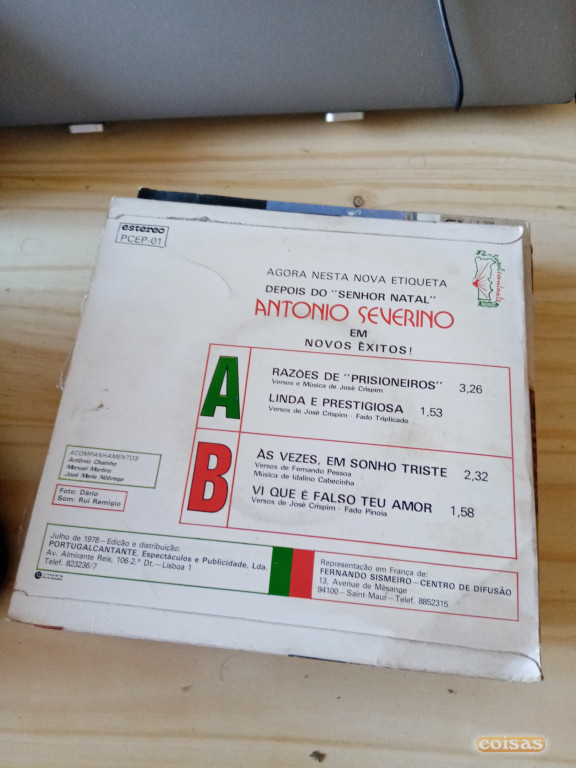 estereo
PCEP-01
AGORA NESTA NOVA ETIQUETA
DEPOIS DO "SENHOR NATAL"
ANTONIO SEVERINO
EM
NOVOS ÊXITOS!
A
RAZÕES DE "PRISIONEIROS" 3,26
Versos e Música de José Crispim
LINDA E PRESTIGIOSA 1,53
Versos de José Crispim - Fado Triplicado
B
ÀS VEZES, EM SONHO TRISTE 2,32
Versos de Fernando Pessoa
Música de Idalino Cabecinha
VI QUE É FALSO TEU AMOR 1,58
Versos de José Crispim - Fado Pinoia
ACOMPANHAMENTOS:
António Chainho
Manuel Martins
José Maria Nóbrega
Foto: Dário
Som: Rui Remigio
Julho de 1978 — Edição e distribuição:
PORTUGALCANTANTE, Espectáculos e Publicidade, Lda.
Av. Almirante Reis, 106-2.º Dt. — Lisboa 1
Telef. 823236/7
Representação em França de:
FERNANDO SISMEIRO — CENTRO DE DIFUSÃO
13, Avenue de Mésange
94100 — Saint-Maur — Telef. 8852315
coisas